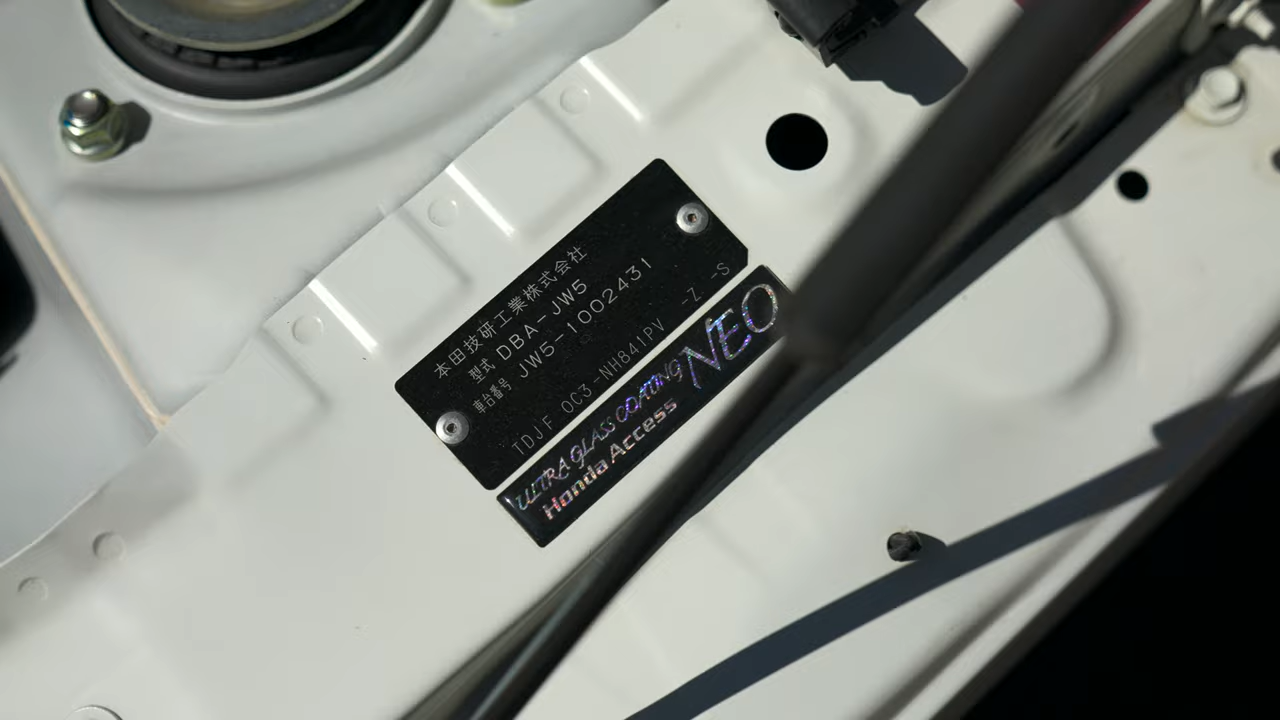 本田技研工業株式会社
型式 DBA-JW5
車台番号 JW5-1002431
TDJF 0C3-NH841PV -Z -S
ULTRA GLASS COATING NEO
Honda Access